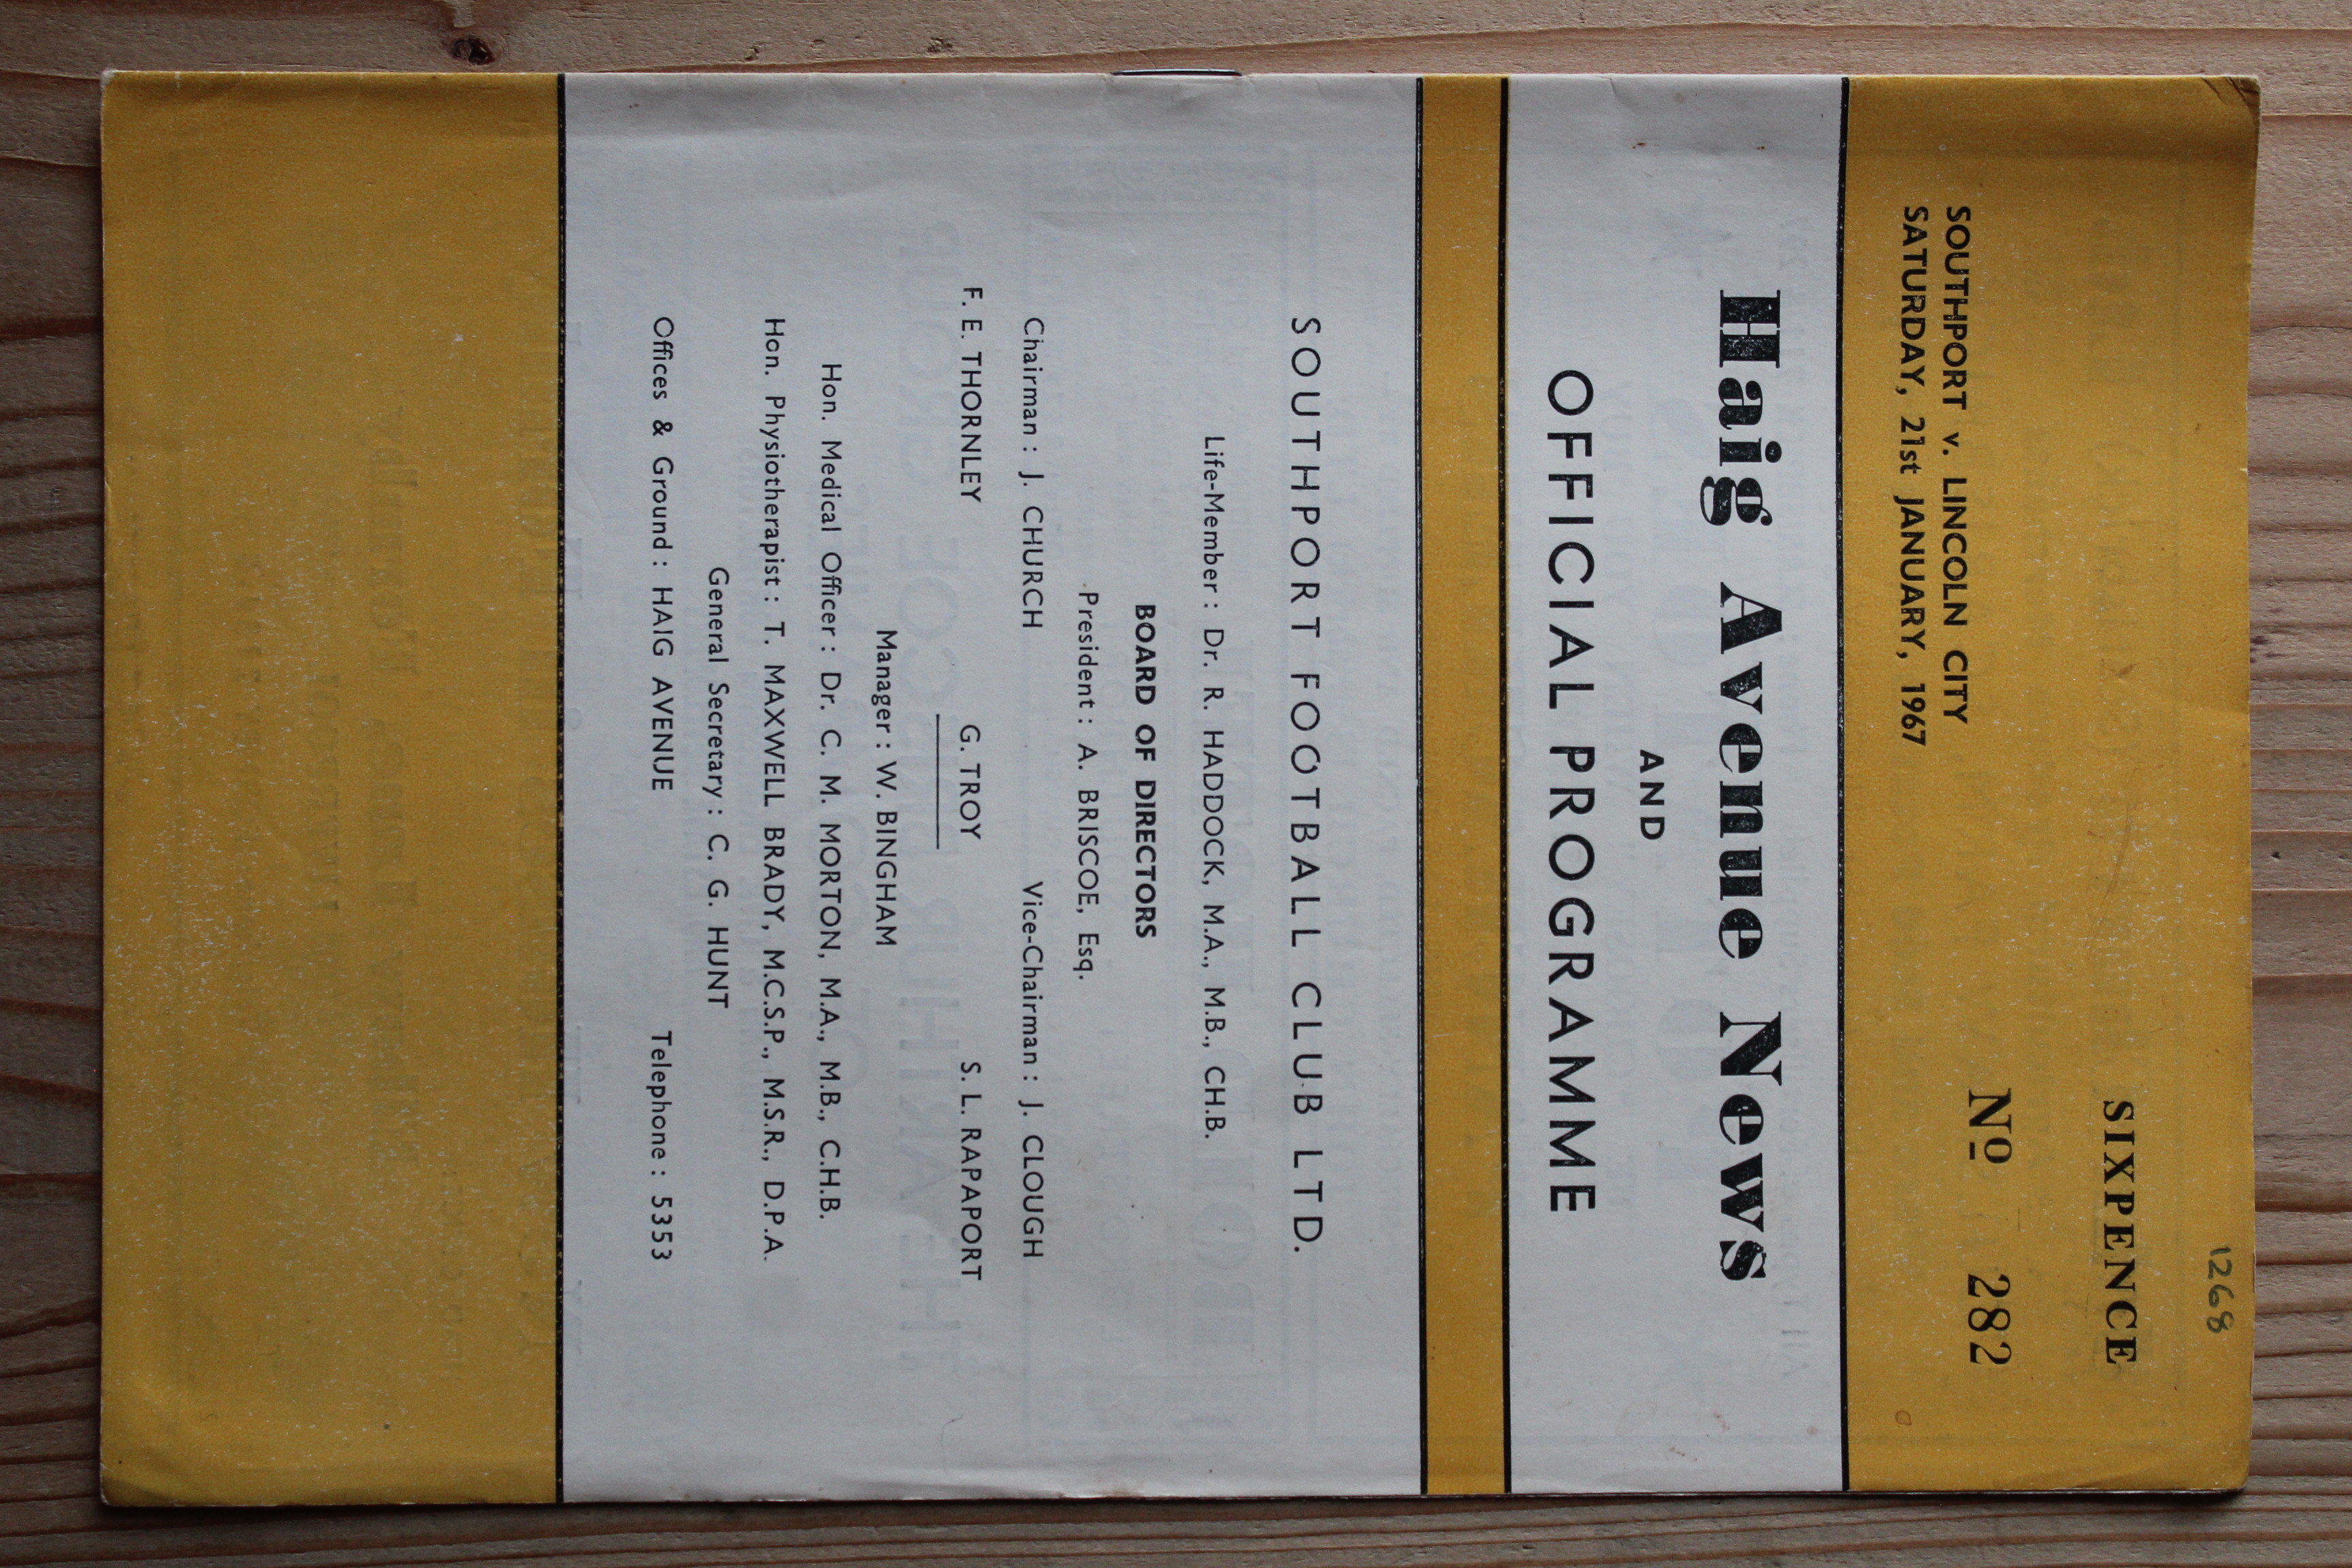 1268
SIXPENCE
Nº 282
SOUTHPORT v. LINCOLN CITY
SATURDAY, 21st JANUARY, 1967
Haig Avenue News
AND
OFFICIAL PROGRAMME
SOUTHPORT FOOTBALL CLUB LTD.
Life-Member : Dr. R. HADDOCK, M.A., M.B., CH.B.
BOARD OF DIRECTORS
President : A. BRISCOE, Esq.
Chairman : J. CHURCH Vice-Chairman : J. CLOUGH
F. E. THORNLEY G. TROY S. L. RAPAPORT
Manager : W. BINGHAM
Hon. Medical Officer : Dr. C. M. MORTON, M.A., M.B., C.H.B.
Hon. Physiotherapist : T. MAXWELL BRADY, M.C.S.P., M.S.R., D.P.A.
General Secretary : C. G. HUNT
Offices & Ground : HAIG AVENUE Telephone : 5353